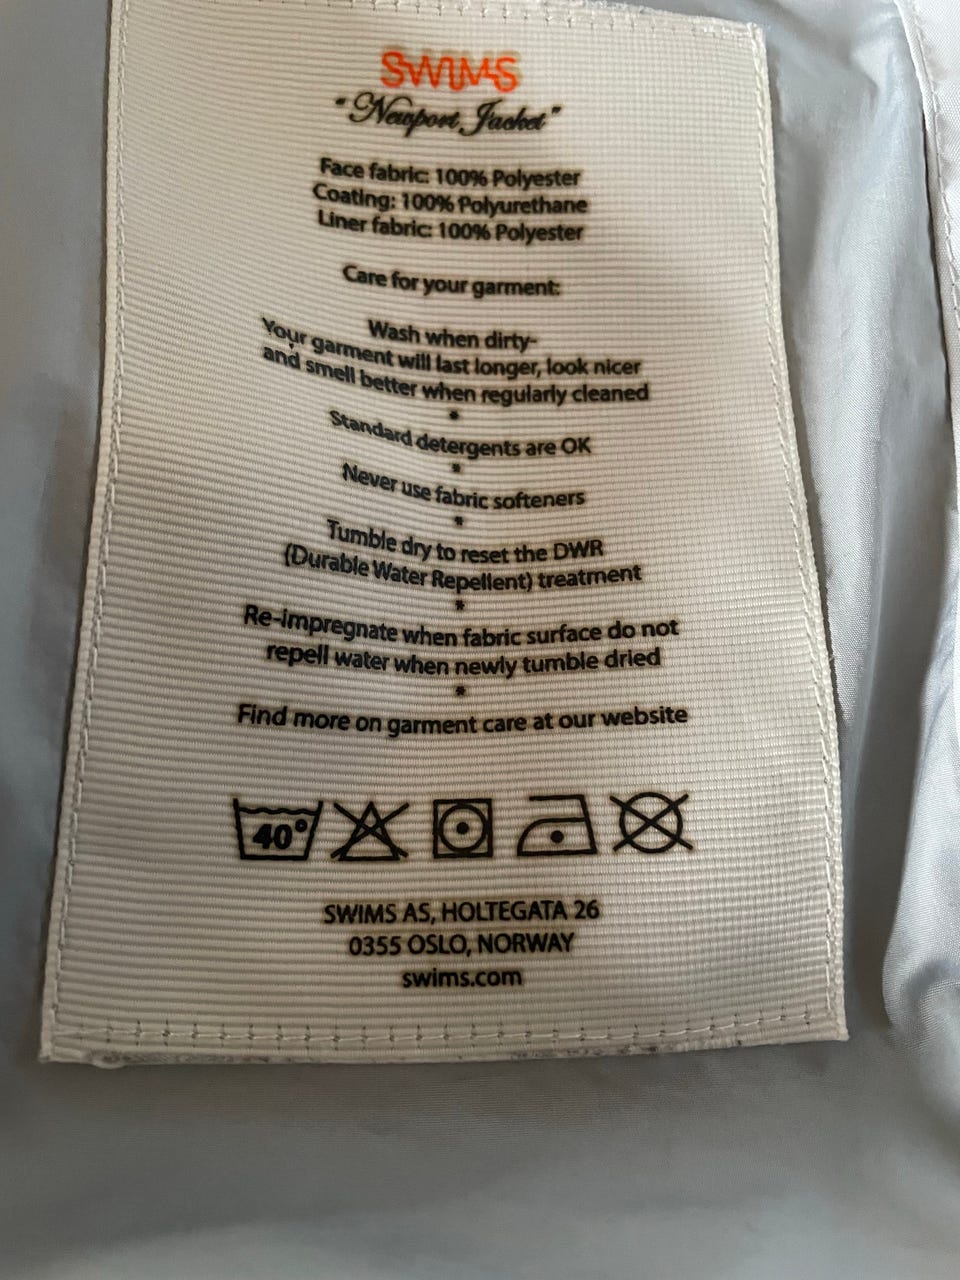 SWIMS
"Newport Jacket"
Face fabric: 100% Polyester
Coating: 100% Polyurethane
Liner fabric: 100% Polyester
Care for your garment:
Wash when dirty-
Your garment will last longer, look nicer
and smell better when regularly cleaned
*
Standard detergents are OK
*
Never use fabric softeners
*
Tumble dry to reset the DWR
(Durable Water Repellent) treatment
*
Re-impregnate when fabric surface do not
repell water when newly tumble dried
*
Find more on garment care at our website
40°
SWIMS AS, HOLTEGATA 26
0355 OSLO, NORWAY
swims.com